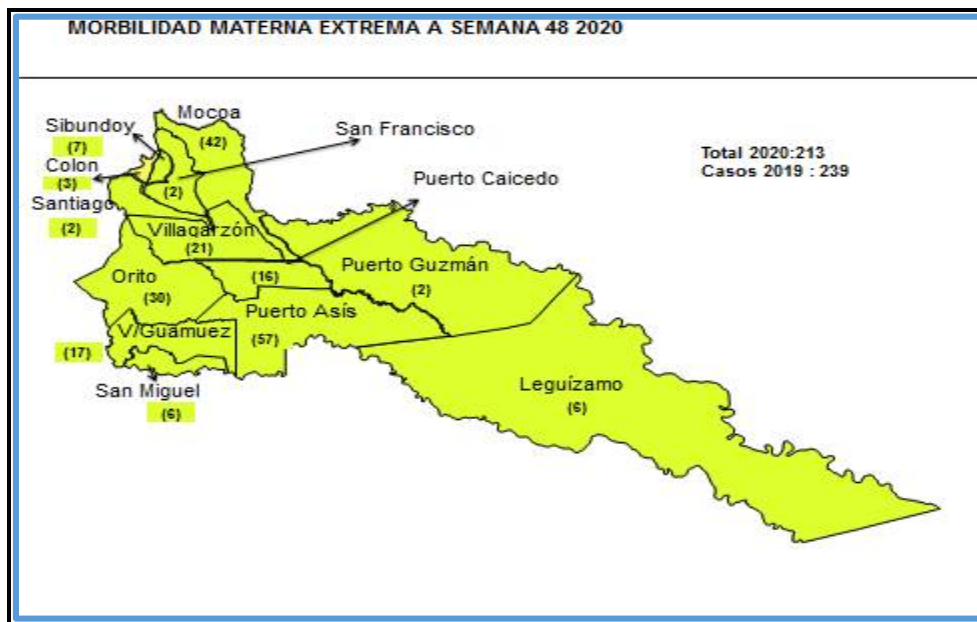 MORBILIDAD MATERNA EXTREMA A SEMANA 48 2020
Mocoa
(42)
Sibundoy
(7)
San Francisco
(2)
Total 2020:213
Casos 2019 : 239
Colon
(3)
Puerto Caicedo
(16)
Santiago
(2)
Villagarzón
(21)
Puerto Guzmán
(2)
Orito
(30)
Puerto Asís
(57)
V/Guamuez
(17)
San Miguel
(6)
Leguízamo
(6)